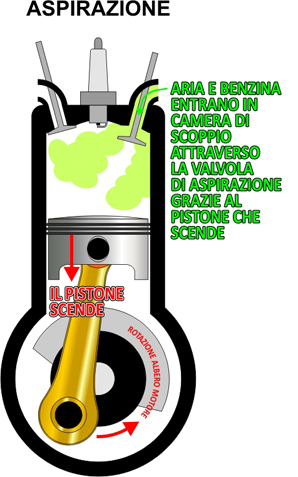 ASPIRAZIONE
ARIA E BENZINA
ENTRANO IN
CAMERA DI
SCOPPIO
ATTRAVERSO
LA VALVOLA
DI ASPIRAZIONE
GRAZIE AL
PISTONE CHE
SCENDE
IL PISTONE
SCENDE
ROTAZIONE ALBERO MOTORE